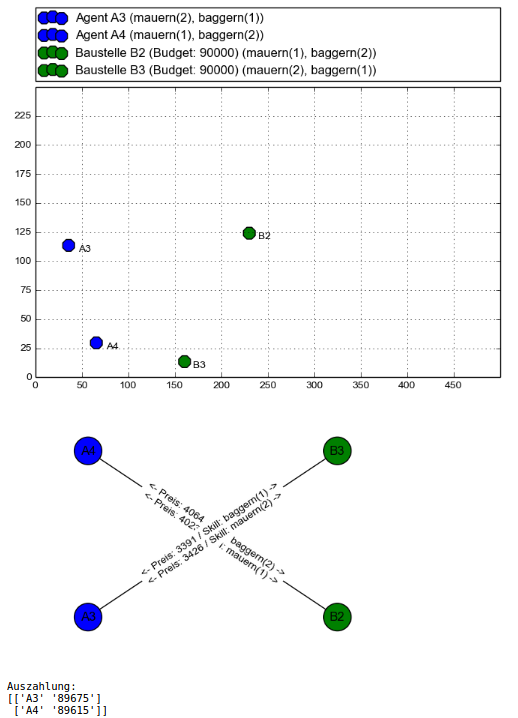 Agent A3 (mauern(2), baggern(1))
Agent A4 (mauern(1), baggern(2))
Baustelle B2 (Budget: 90000) (mauern(1), baggern(2))
Baustelle B3 (Budget: 90000) (mauern(2), baggern(1))
225
200
175
150
125
100
75
50
25
0
B2
A3
A4
B3
0 50 100 150 200 250 300 350 400 450
A4
B3
<- Preis: 4064
baggern(2) ->
<- Preis: 402
mauern(1) ->
<- Preis: 3391 / Skill: baggern(1) ->
<- Preis: 3426 / Skill: mauern(2) ->
A3
B2
Auszahlung:
[['A3' '89675']
['A4' '89615']]